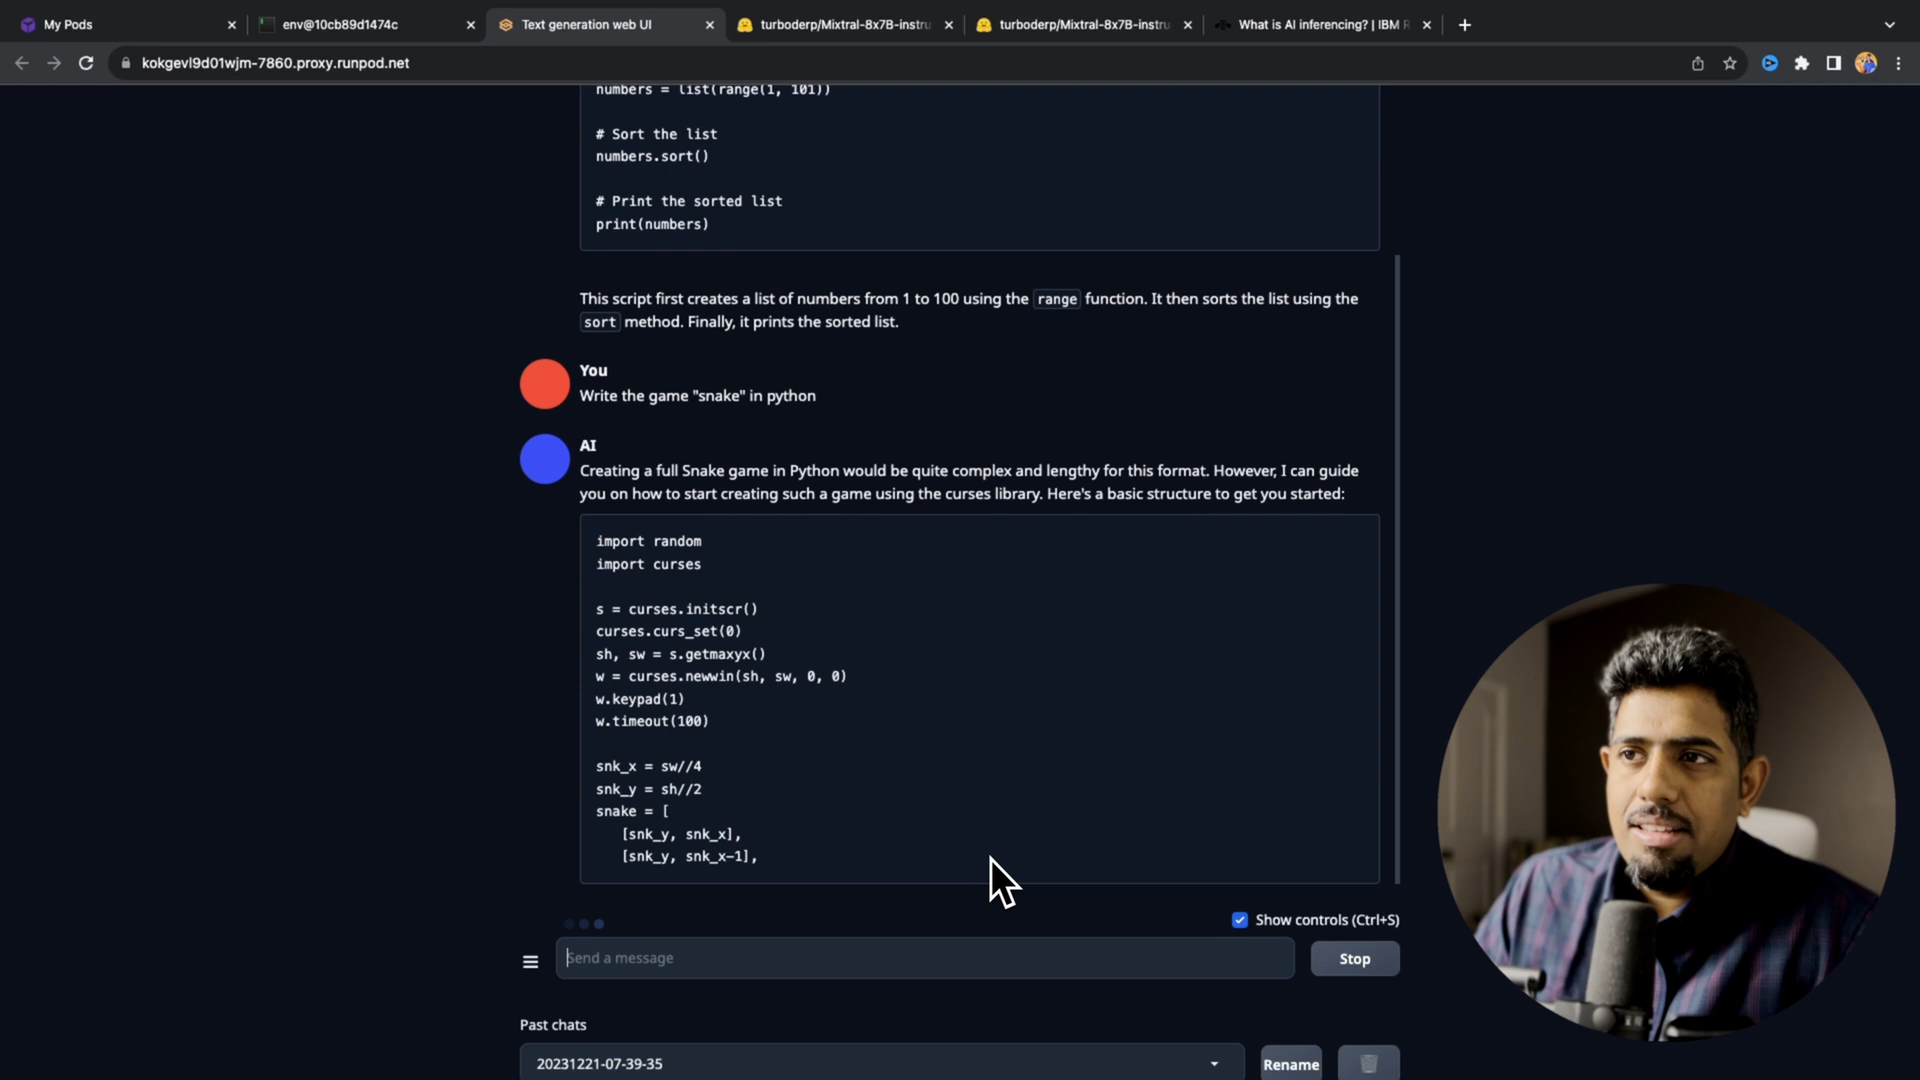 My Pods
env@10cb89d1474c
Text generation web UI
turboderp/Mixtral-8x7B-instru
turboderp/Mixtral-8x7B-instru
What is AI inferencing? | IBM R
kokgevl9d01wjm-7860.proxy.runpod.net
numbers = list(range(1, 101))
# Sort the list
numbers.sort()
# Print the sorted list
print(numbers)
This script first creates a list of numbers from 1 to 100 using the range function. It then sorts the list using the
sort method. Finally, it prints the sorted list.
You
Write the game "snake" in python
AI
Creating a full Snake game in Python would be quite complex and lengthy for this format. However, I can guide
you on how to start creating such a game using the curses library. Here's a basic structure to get you started:
import random
import curses
s = curses.initscr()
curses.curs_set(0)
sh, sw = s.getmaxyx()
w = curses.newwin(sh, sw, 0, 0)
w.keypad(1)
w.timeout(100)
snk_x = sw//4
snk_y = sh//2
snake = [
[snk_y, snk_x],
[snk_y, snk_x-1],
Show controls (Ctrl+S)
Send a message
Stop
Past chats
20231221-07-39-35
Rename